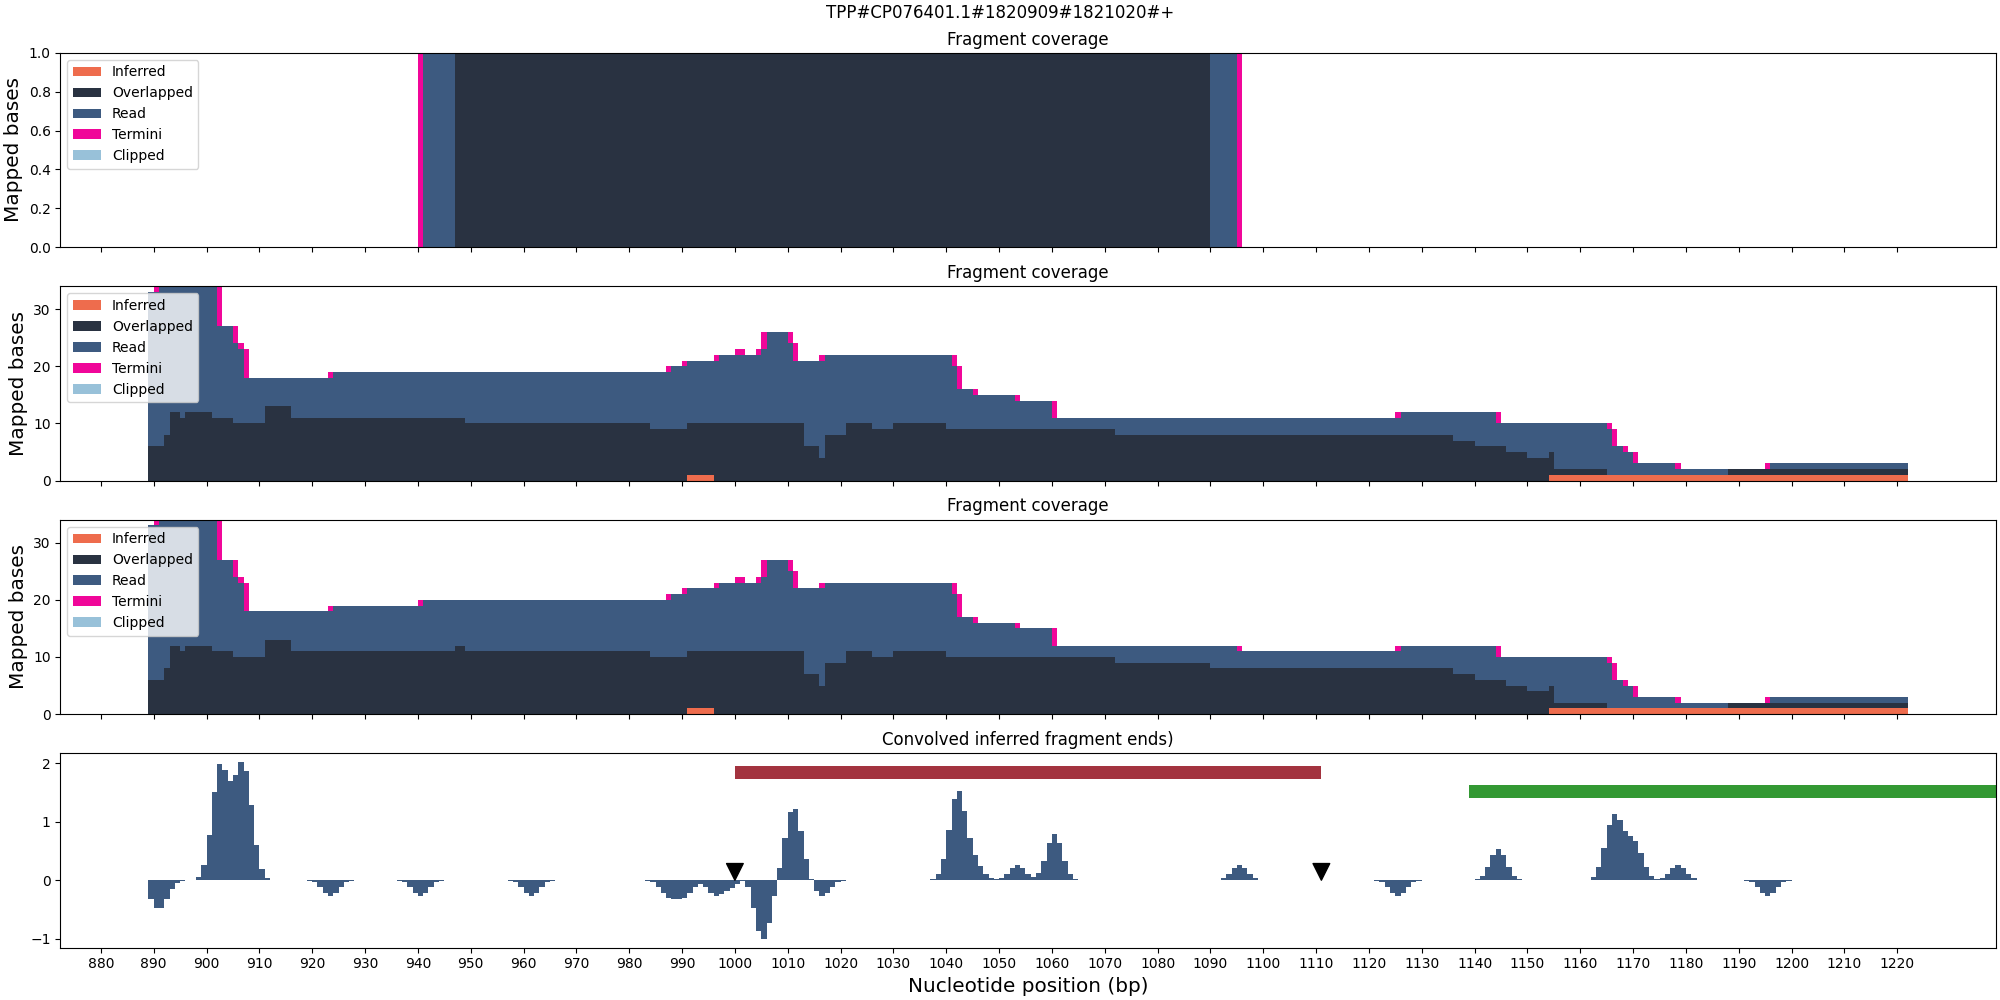 TPP#CP076401.1#1820909#1821020#+
Fragment coverage
Mapped bases
1.0
0.8
0.6
0.4
0.2
0.0
Inferred
Overlapped
Read
Termini
Clipped
Fragment coverage
Mapped bases
30
20
10
0
Inferred
Overlapped
Read
Termini
Clipped
Fragment coverage
Mapped bases
30
20
10
0
Inferred
Overlapped
Read
Termini
Clipped
Convolved inferred fragment ends)
2
1
0
−1
880 890 900 910 920 930 940 950 960 970 980 990 1000 1010 1020 1030 1040 1050 1060 1070 1080 1090 1100 1110 1120 1130 1140 1150 1160 1170 1180 1190 1200 1210 1220
Nucleotide position (bp)